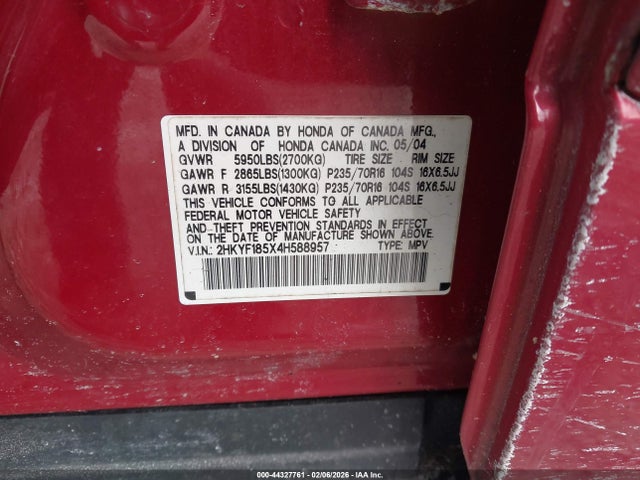 MFD. IN CANADA BY HONDA OF CANADA MFG.,
A DIVISION OF HONDA CANADA INC. 05/04
GVWR 5950LBS(2700KG) TIRE SIZE RIM SIZE
GAWR F 2865LBS(1300KG) P235/70R16 104S 16X6.5JJ
GAWR R 3155LBS(1430KG) P235/70R16 104S 16X6.5JJ
THIS VEHICLE CONFORMS TO ALL APPLICABLE
FEDERAL MOTOR VEHICLE SAFETY
AND THEFT PREVENTION STANDARDS IN EFFECT
ON THE DATE OF MANUFACTURE SHOWN ABOVE.
V.I.N.: 2HKYF185X4H588957 TYPE: MPV
000-44327761 - 02/06/2026 - IAA Inc.